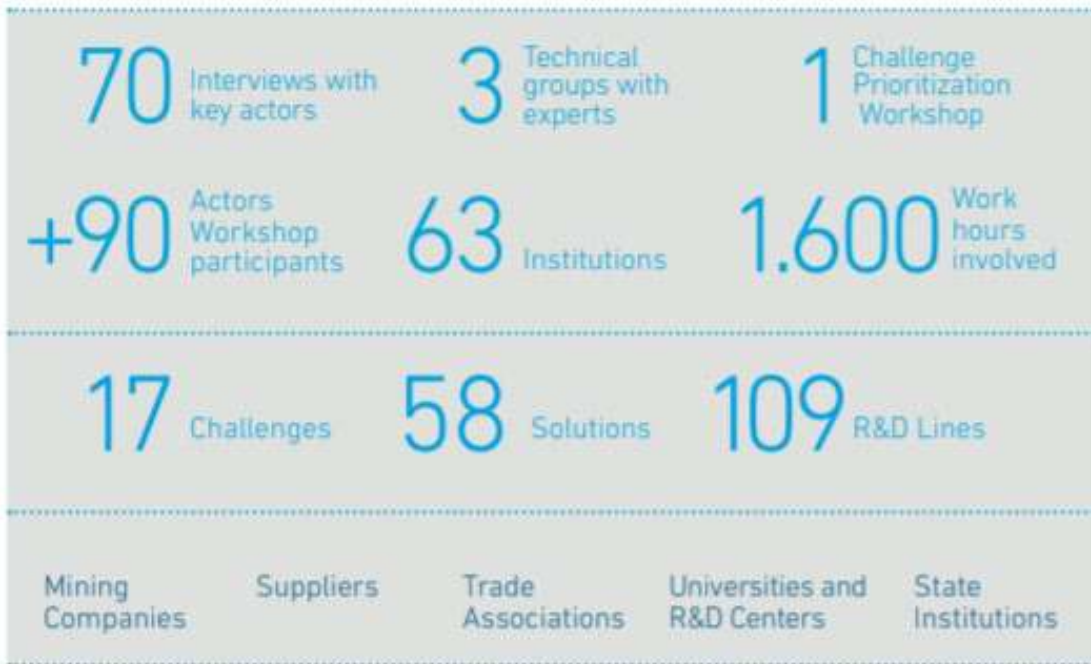 70 Interviews with
key actors
3 Technical
groups with
experts
1 Challenge
Prioritization
Workshop
+90 Actors
Workshop
participants
63 Institutions
1.600 Work
hours
involved
17 Challenges
58 Solutions
109 R&D Lines
Mining
Companies
Suppliers
Trade
Associations
Universities and
R&D Centers
State
Institutions